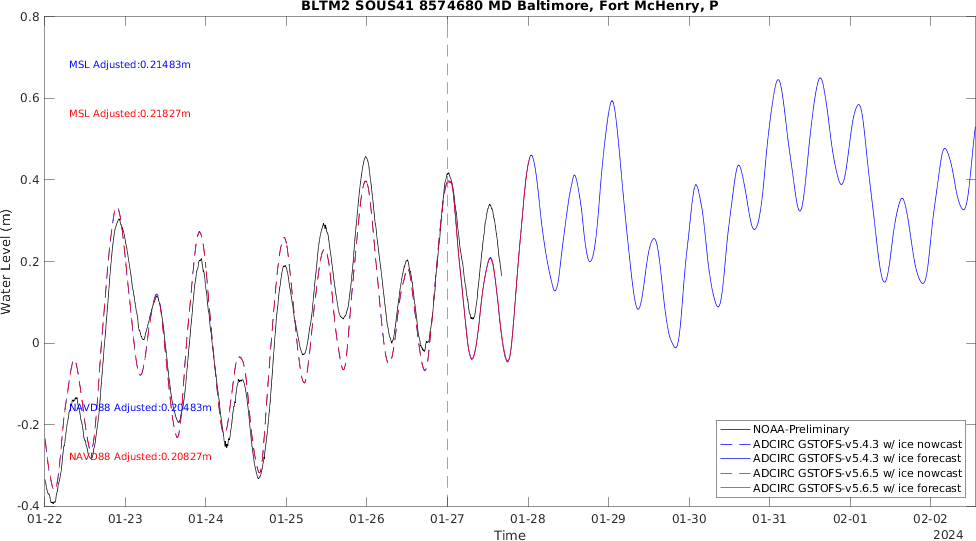 BLTM2 SOUS41 8574680 MD Baltimore, Fort McHenry, P
Water Level (m)
0.8
0.6
0.4
0.2
0
-0.2
-0.4
MSL Adjusted:0.21483m
MSL Adjusted:0.21827m
NAVD88 Adjusted:0.20483m
NAVD88 Adjusted:0.20827m
NOAA-Preliminary
ADCIRC GSTOFS-v5.4.3 w/ ice nowcast
ADCIRC GSTOFS-v5.4.3 w/ ice forecast
ADCIRC GSTOFS-v5.6.5 w/ ice nowcast
ADCIRC GSTOFS-v5.6.5 w/ ice forecast
01-22 01-23 01-24 01-25 01-26 01-27 01-28 01-29 01-30 01-31 02-01 02-02
Time
2024